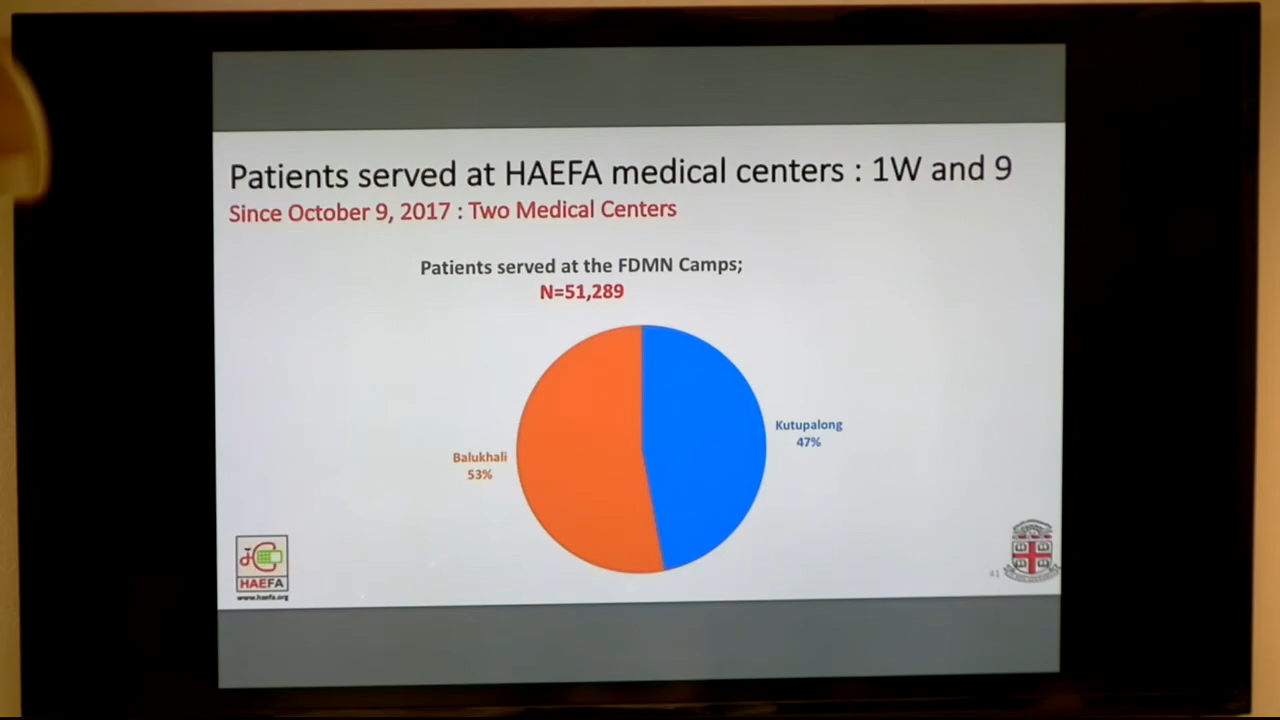 Patients served at HAEFA medical centers : 1W and 9
Since October 9, 2017 : Two Medical Centers
Patients served at the FDMN Camps;
N=51,289
Kutupalong
47%
Balukhali
53%
HAEFA
www.haefa.org
41